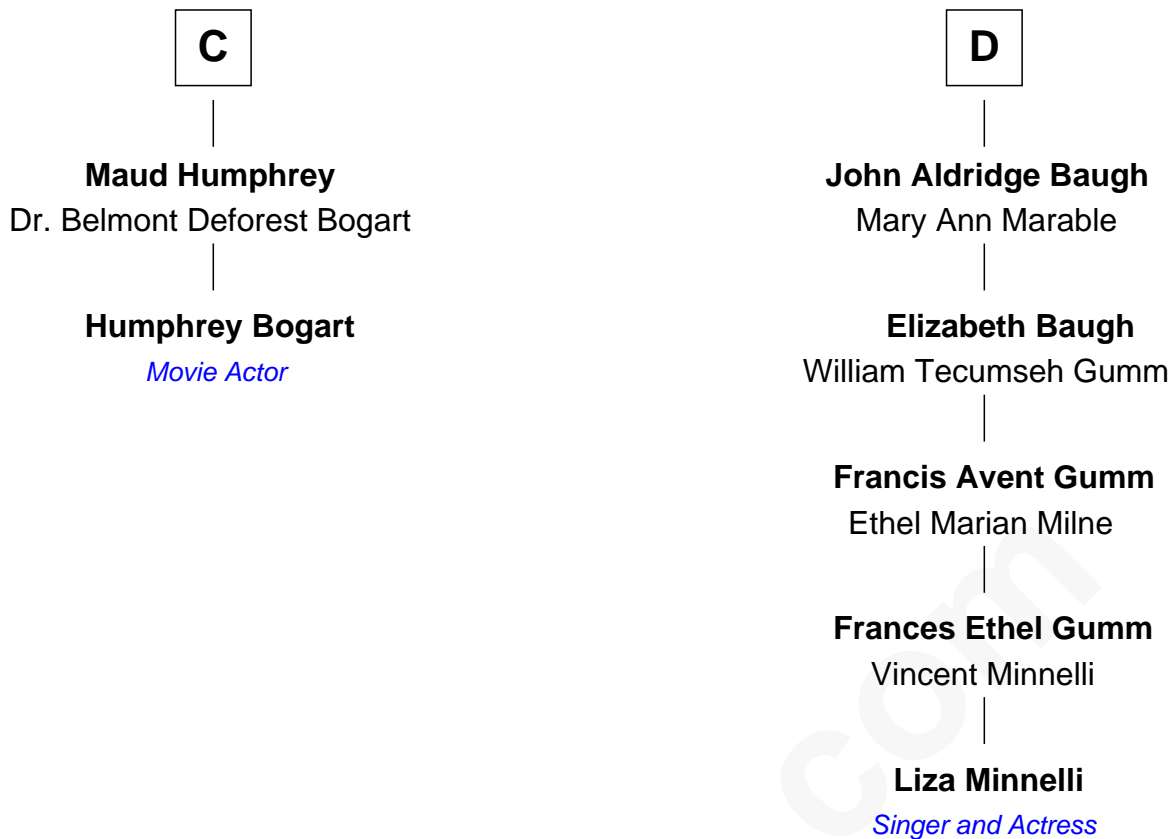 C
Maud Humphrey
Dr. Belmont Deforest Bogart
Humphrey Bogart
Movie Actor
D
John Aldridge Baugh
Mary Ann Marable
Elizabeth Baugh
William Tecumseh Gumm
Francis Avent Gumm
Ethel Marian Milne
Frances Ethel Gumm
Vincent Minnelli
Liza Minnelli
Singer and Actress
com